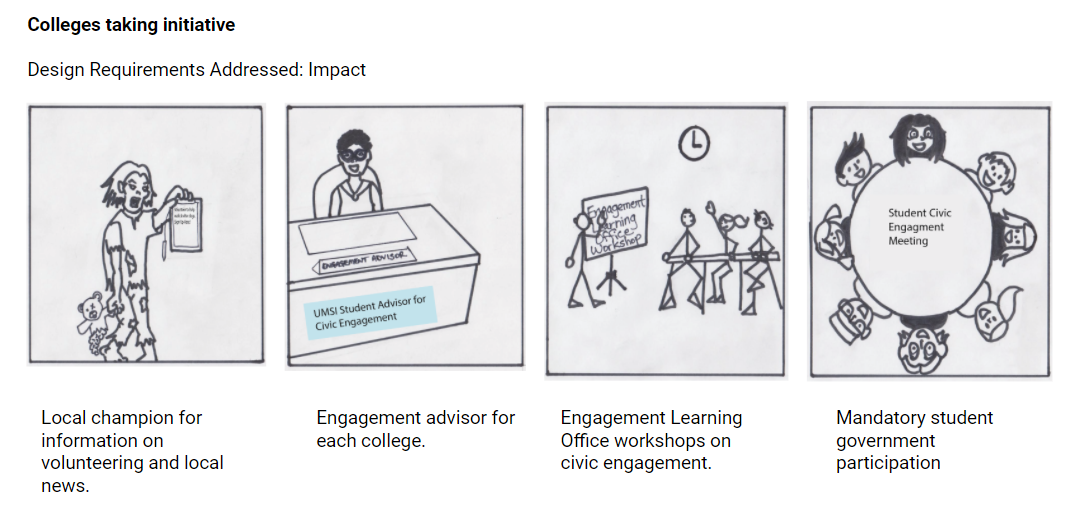 Colleges taking initiative
Design Requirements Addressed: Impact
ENGAGEMENT ADVISOR
UMSI Student Advisor for
Civic Engagement
Engagement
Learning
Office
Workshop
Student Civic
Engagment
Meeting
Local champion for
information on
volunteering and local
news.
Engagement advisor for
each college.
Engagement Learning
Office workshops on
civic engagement.
Mandatory student
government
participation